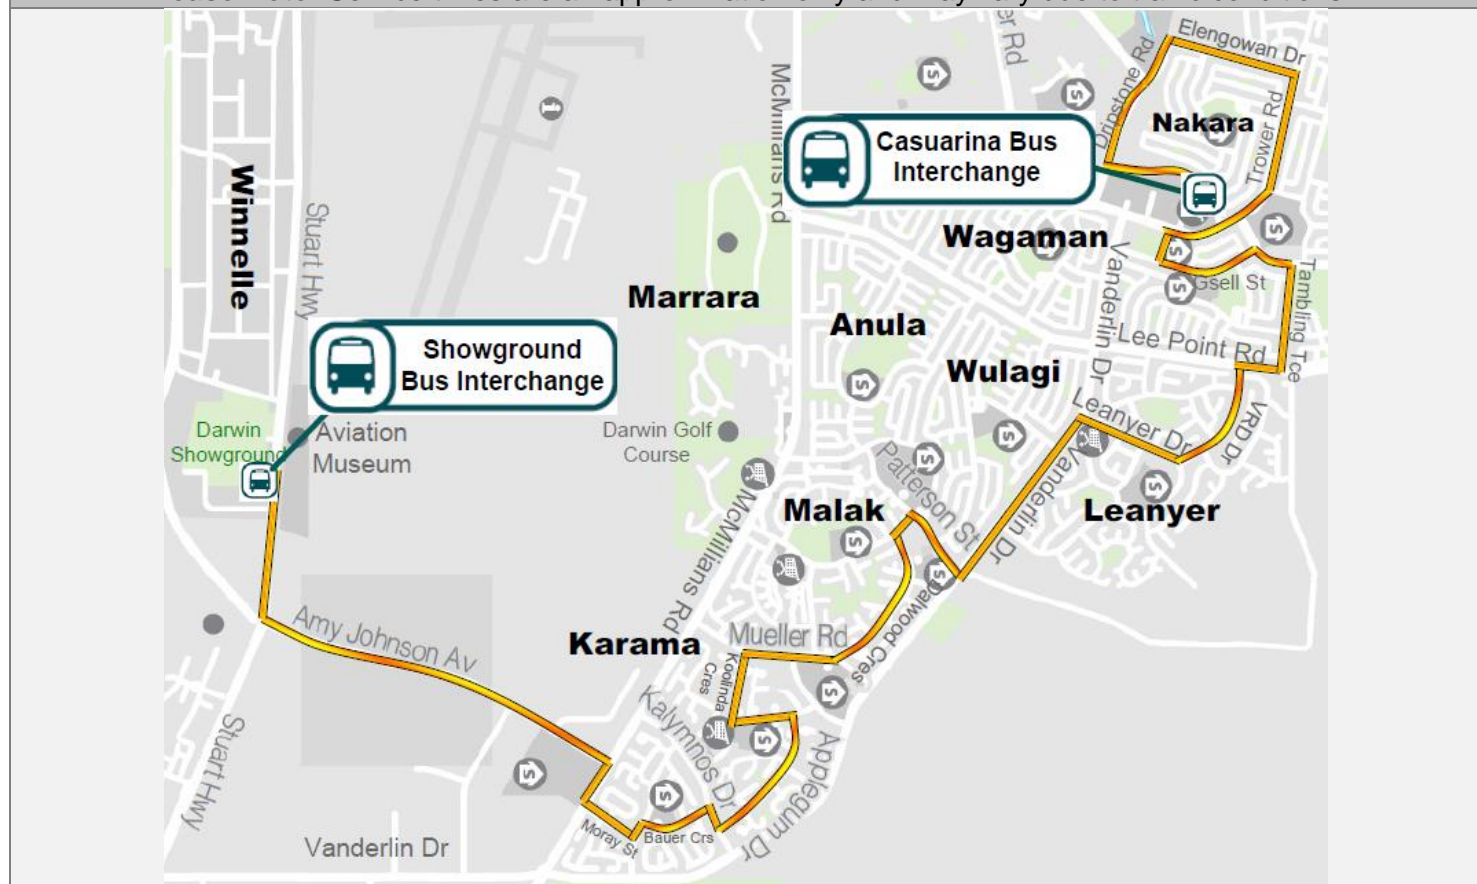 Elengowan Dr
Dripstone Rd
Nakara
Trower Rd
McMillans Rd
Casuarina Bus
Interchange
Winnelle
Stuart Hwy
Wagaman
Vanderlin Dr
Gsell St
Tambling Tce
Marrara
Anula
Lee Point Rd
Wulagi
Showground
Bus Interchange
Leanyer Dr
VRD Dr
Darwin
Showground
Aviation
Museum
Darwin Golf
Course
Patterson St
Vanderlin Dr
Malak
Leanyer
McMillans Rd
Dalwood Cres
Amy Johnson Av
Karama
Mueller Rd
Koolinda
Cres
Kalymnos Dr
Applegum Dr
Stuart Hwy
Moray St
Bauer Crs
Vanderlin Dr